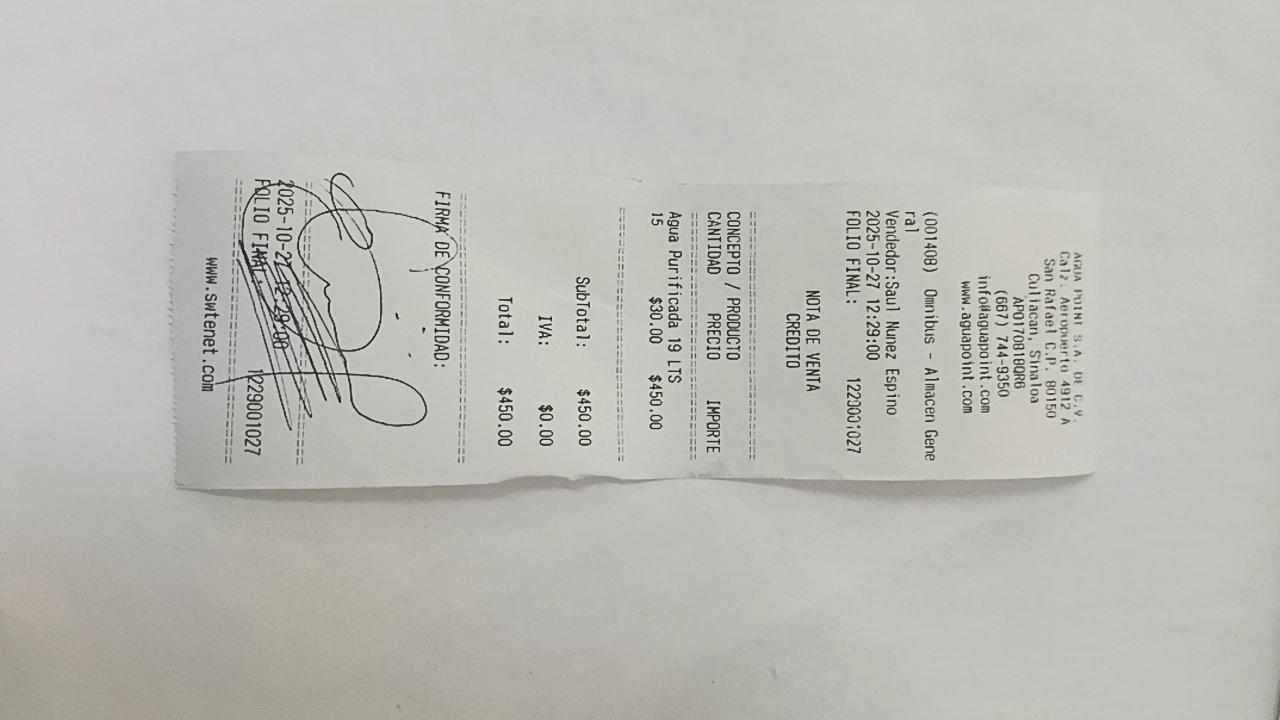 AGUA POINT S.A. DE C.V.
Calz. Aeropuerto 4912 A
San Rafael C.P. 80150
Culiacan, Sinaloa
APO170818QR6
(667) 744-9350
info@aguapoint.com
www.aguapoint.com
(001408) Omnibus - Almacen Gene
ral
Vendedor:Saul Nunez Espino
2025-10-27 12:29:00
FOLIO FINAL: 1229001027
NOTA DE VENTA
CREDITO
CONCEPTO / PRODUCTO
CANTIDAD PRECIO IMPORTE
Agua Purificada 19 LTS
15 $30.00 $450.00
SubTotal: $450.00
IVA: $0.00
Total: $450.00
FIRMA DE CONFORMIDAD:
2025-10-27 12:29:00
FOLIO FINAL: 1229001027
www.swtenet.com